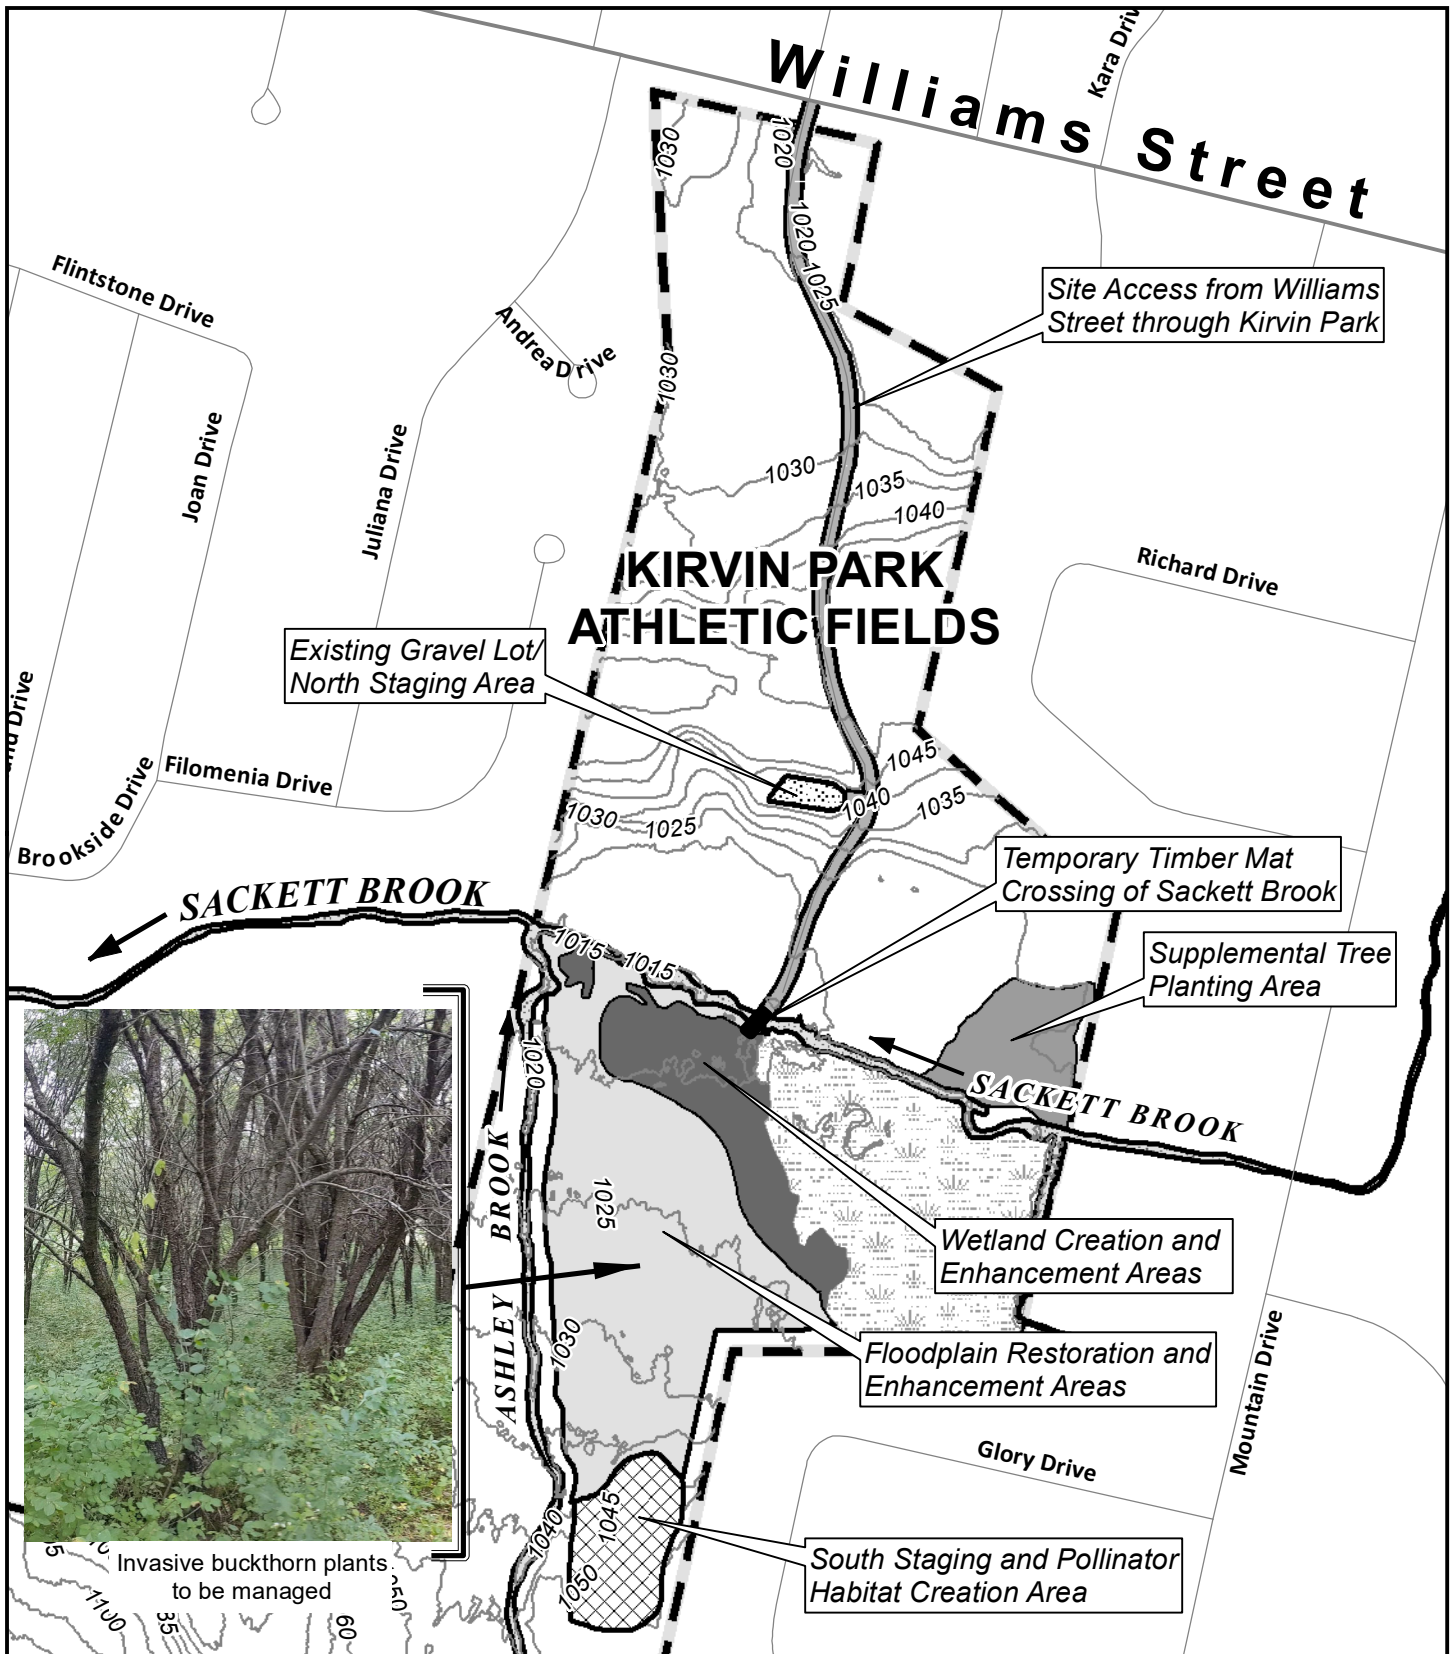 Williams Street
Kara Drive
1030
1020
1020
1025
Flintstone Drive
Site Access from Williams
Street through Kirvin Park
Andrea Drive
1030
Joan Drive
Juliana Drive
1030
1035
1040
KIRVIN PARK
ATHLETIC FIELDS
Richard Drive
Existing Gravel Lot/
North Staging Area
Drive
1045
Filomenia Drive
1040
1035
1030
1025
Brookside Drive
Temporary Timber Mat
Crossing of Sackett Brook
SACKETT BROOK
1015
1015
Supplemental Tree
Planting Area
1020
SACKETT BROOK
ASHLEY BROOK
1025
Wetland Creation and
Enhancement Areas
1030
Floodplain Restoration and
Enhancement Areas
Mountain Drive
Glory Drive
1045
1040
South Staging and Pollinator
Habitat Creation Area
1050
Invasive buckthorn plants
to be managed
1100